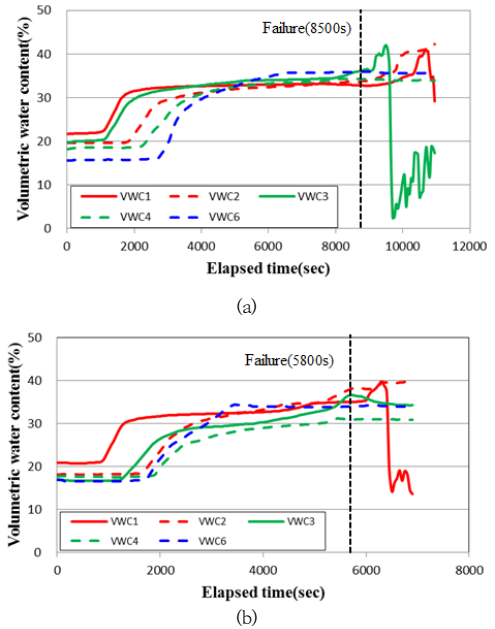 Failure(8500s)
Volumetric water content(%)
50
40
30
20
10
0
VWC1 VWC2 VWC3
VWC4 VWC6
0 2000 4000 6000 8000 10000 12000
Elapsed time(sec)
(a)
Failure(5800s)
Volumetric water content(%)
50
40
30
20
10
0
VWC1 VWC2 VWC3
VWC4 VWC6
0 2000 4000 6000 8000
Elapsed time(sec)
(b)